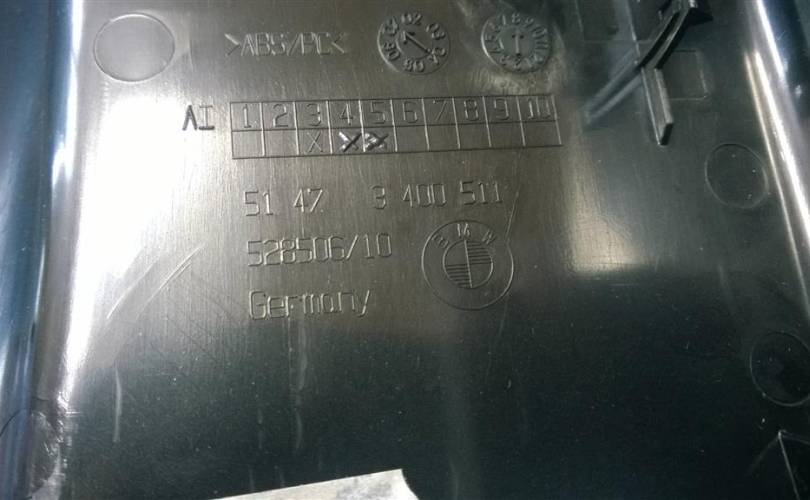 >ABS/PC<
AI 1 2 3 4 5 6 7 8 9 10
X X X
51 47 3 400 511
528506/10
BMW
Germany